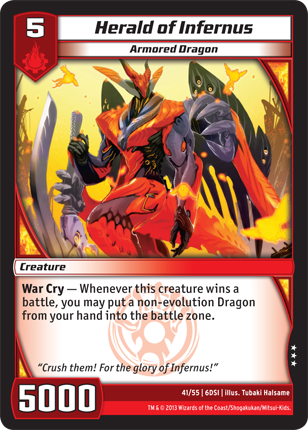 5
Herald of Infernus
Armored Dragon
Creature
War Cry — Whenever this creature wins a
battle, you may put a non-evolution Dragon
from your hand into the battle zone.
“Crush them! For the glory of Infernus!”
5000
41/55 | 6DSI | illus. Tubaki Halsame
TM & © 2013 Wizards of the Coast/Shogakukan/Mitsui-Kids.